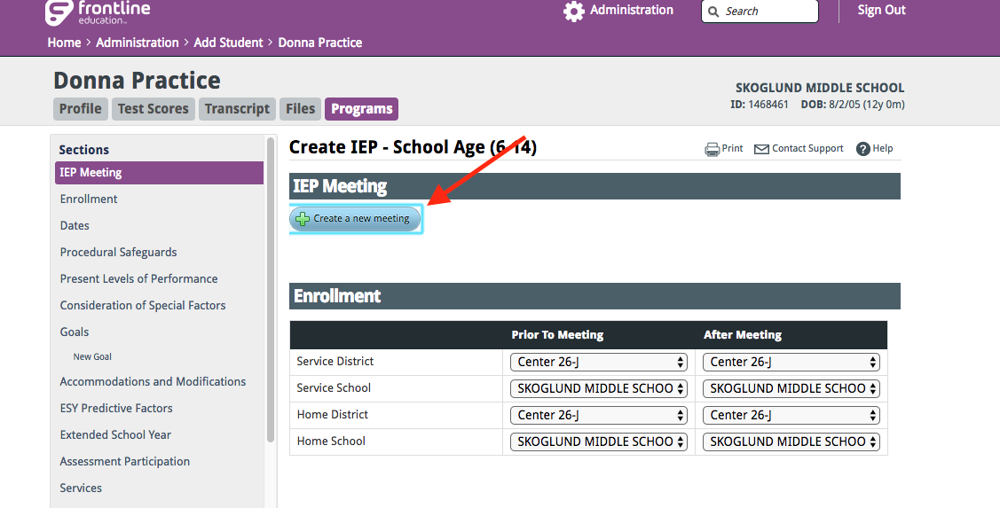 frontline
education™
Administration
Search
Sign Out
Home > Administration > Add Student > Donna Practice
Donna Practice
SKOGLUND MIDDLE SCHOOL
ID: 1468461 DOB: 8/2/05 (12y 0m)
Profile
Test Scores
Transcript
Files
Programs
Sections
IEP Meeting
Enrollment
Dates
Procedural Safeguards
Present Levels of Performance
Consideration of Special Factors
Goals
New Goal
Accommodations and Modifications
ESY Predictive Factors
Extended School Year
Assessment Participation
Services
Create IEP - School Age (6-14)
Print
Contact Support
? Help
IEP Meeting
Create a new meeting
Enrollment
Prior To Meeting After Meeting
Service District Center 26-J Center 26-J
Service School SKOGLUND MIDDLE SCHOO SKOGLUND MIDDLE SCHOO
Home District Center 26-J Center 26-J
Home School SKOGLUND MIDDLE SCHOO SKOGLUND MIDDLE SCHOO